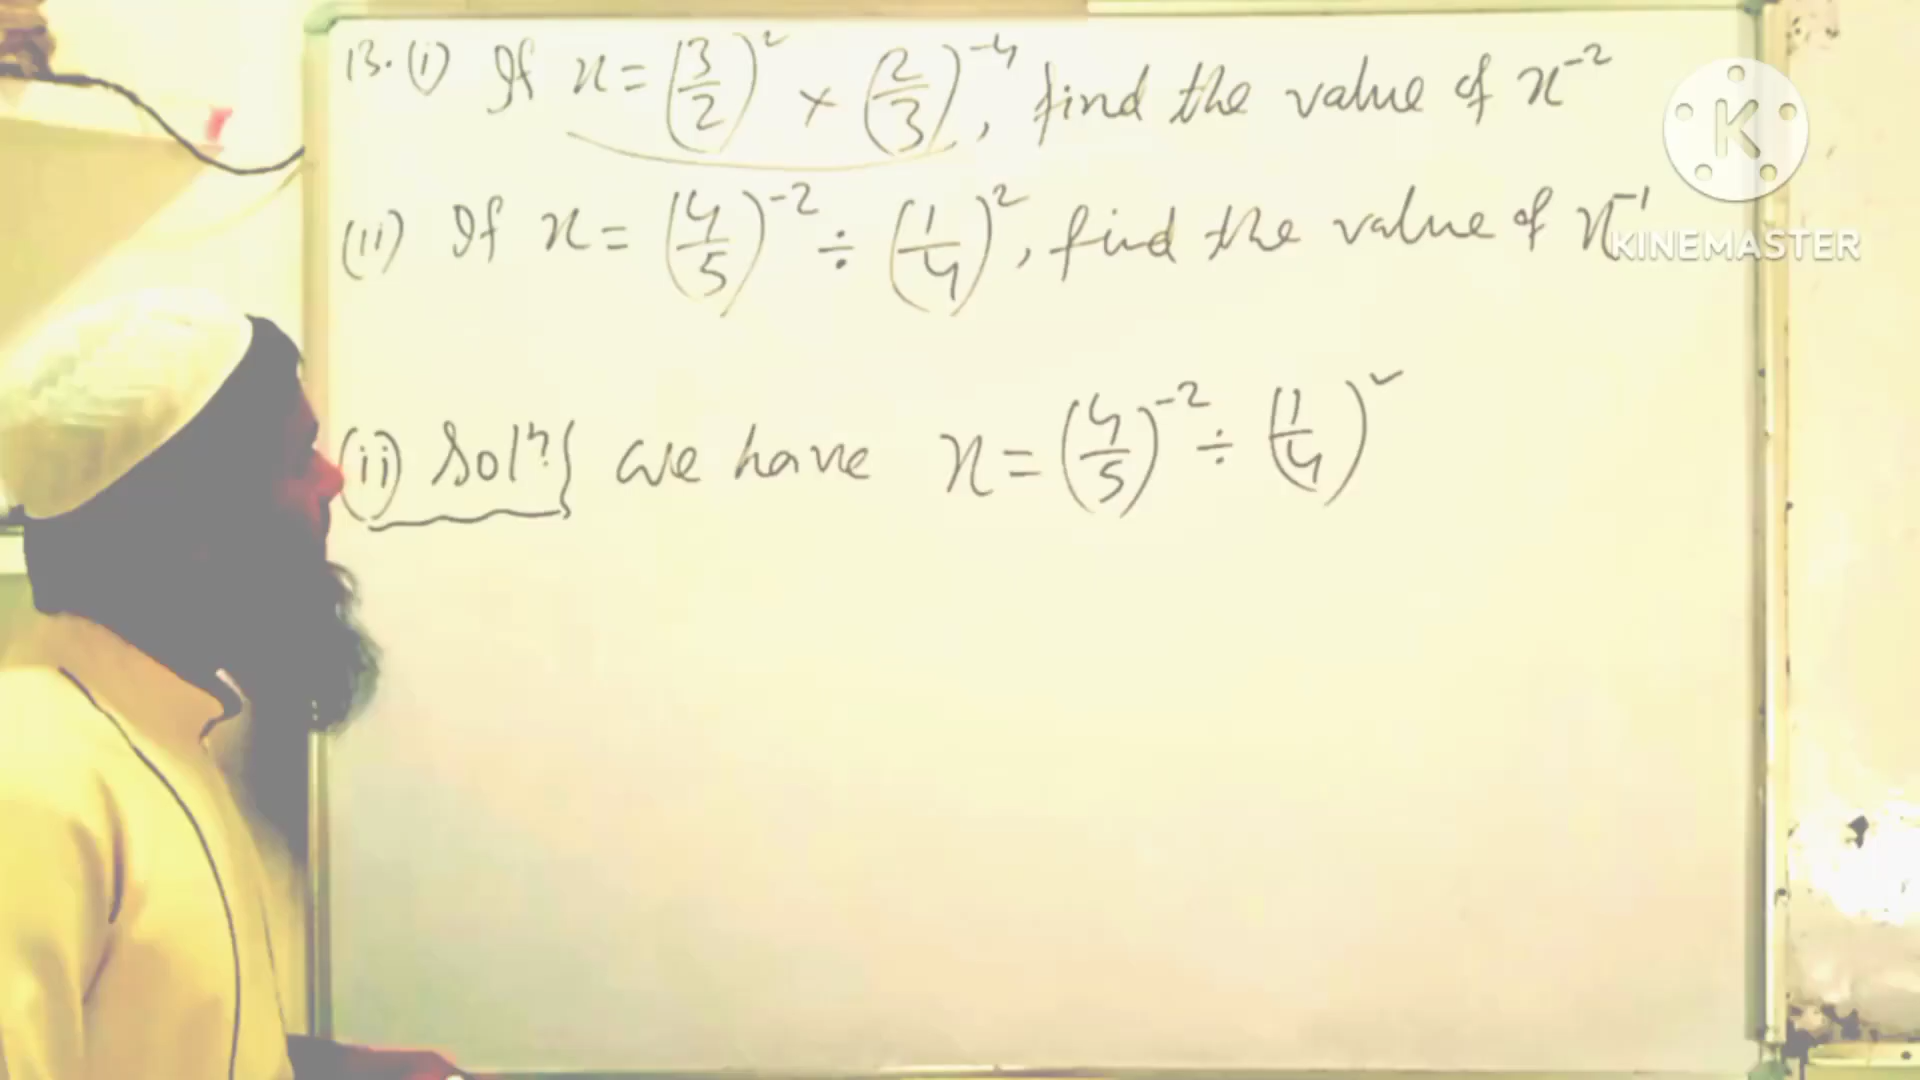 13.(i) If x = (3/2)² × (2/3)⁻⁴, find the value of x⁻²
(ii) If x = (4/5)⁻² ÷ (1/4)², find the value of x⁻¹
(ii) Solⁿ: we have x = (4/5)⁻² ÷ (1/4)²
K
KINEMASTER